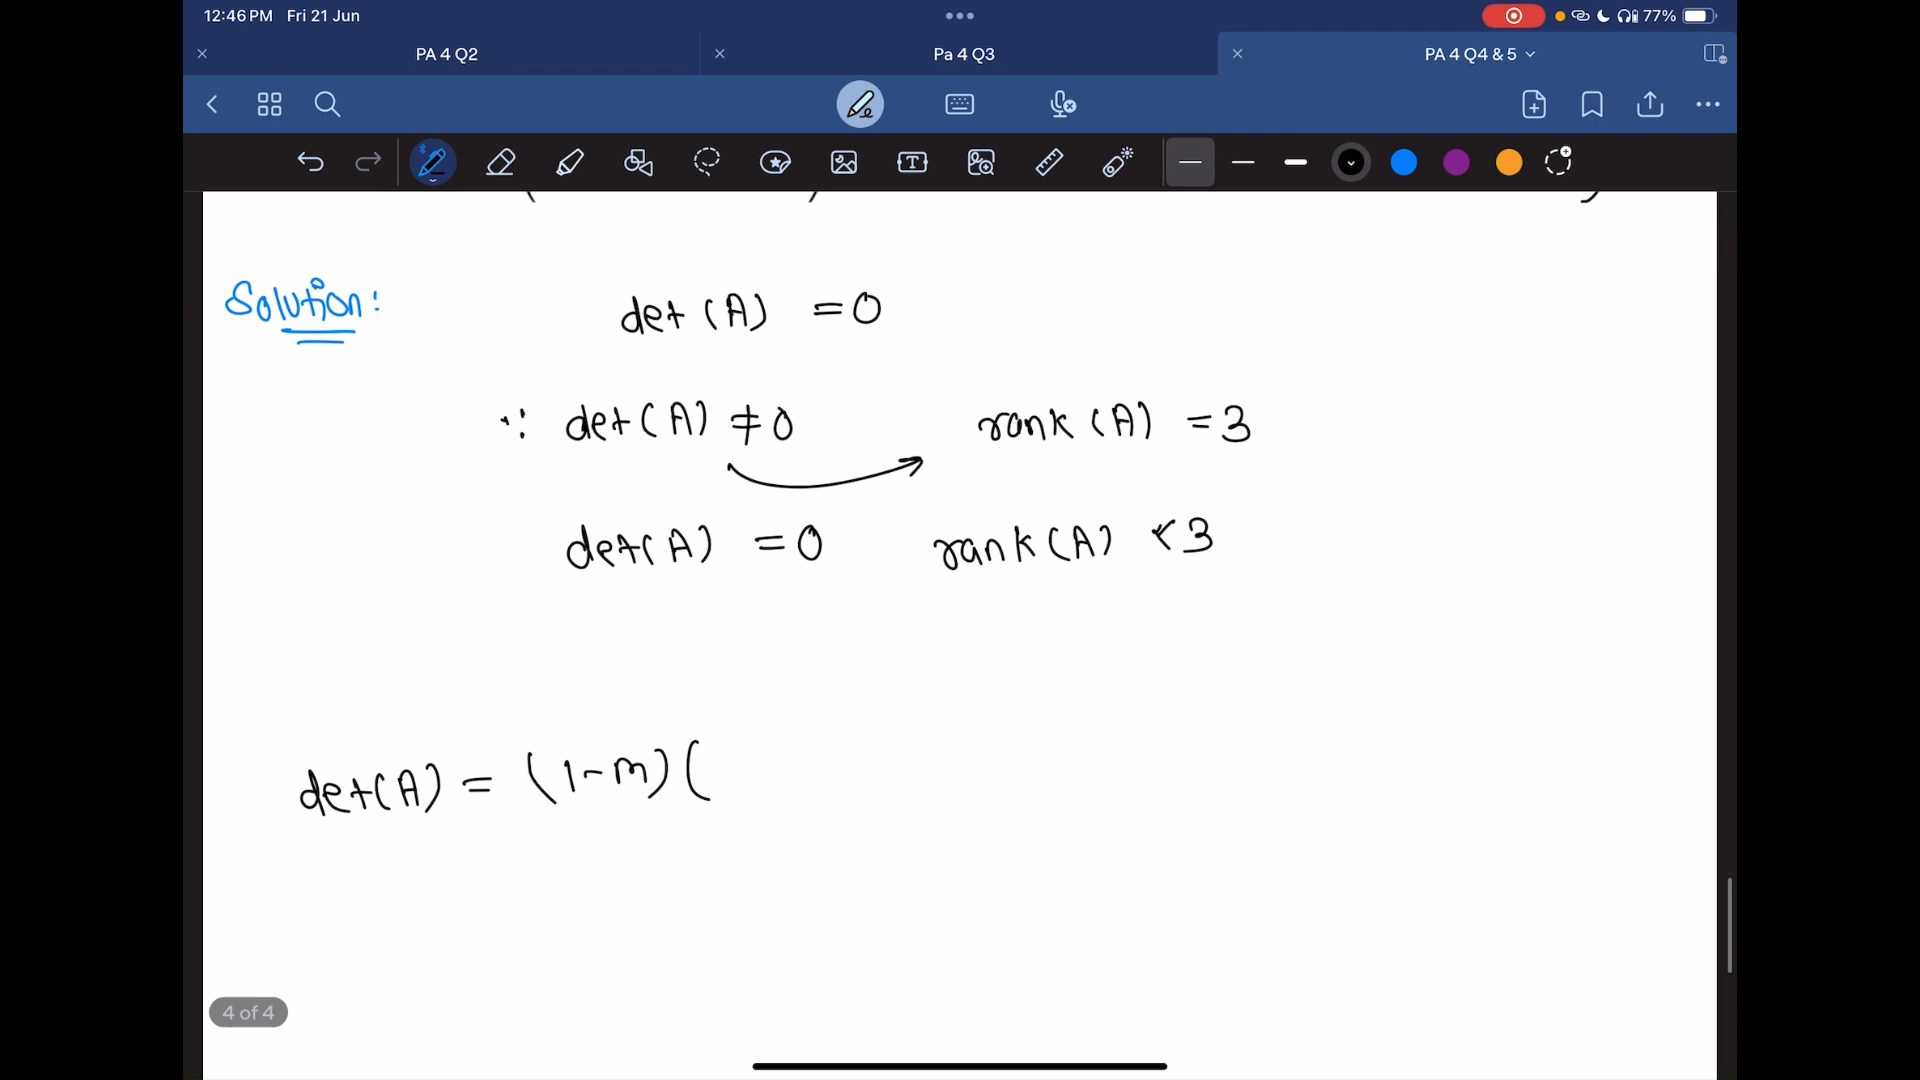 12:46 PM Fri 21 Jun 77%
PA 4 Q2 Pa 4 Q3 PA 4 Q4 & 5
Solution: det (A) = 0
∵ det(A) ≠ 0 rank (A) = 3
det(A) = 0 rank(A) < 3
det(A) = (1-m)(
4 of 4